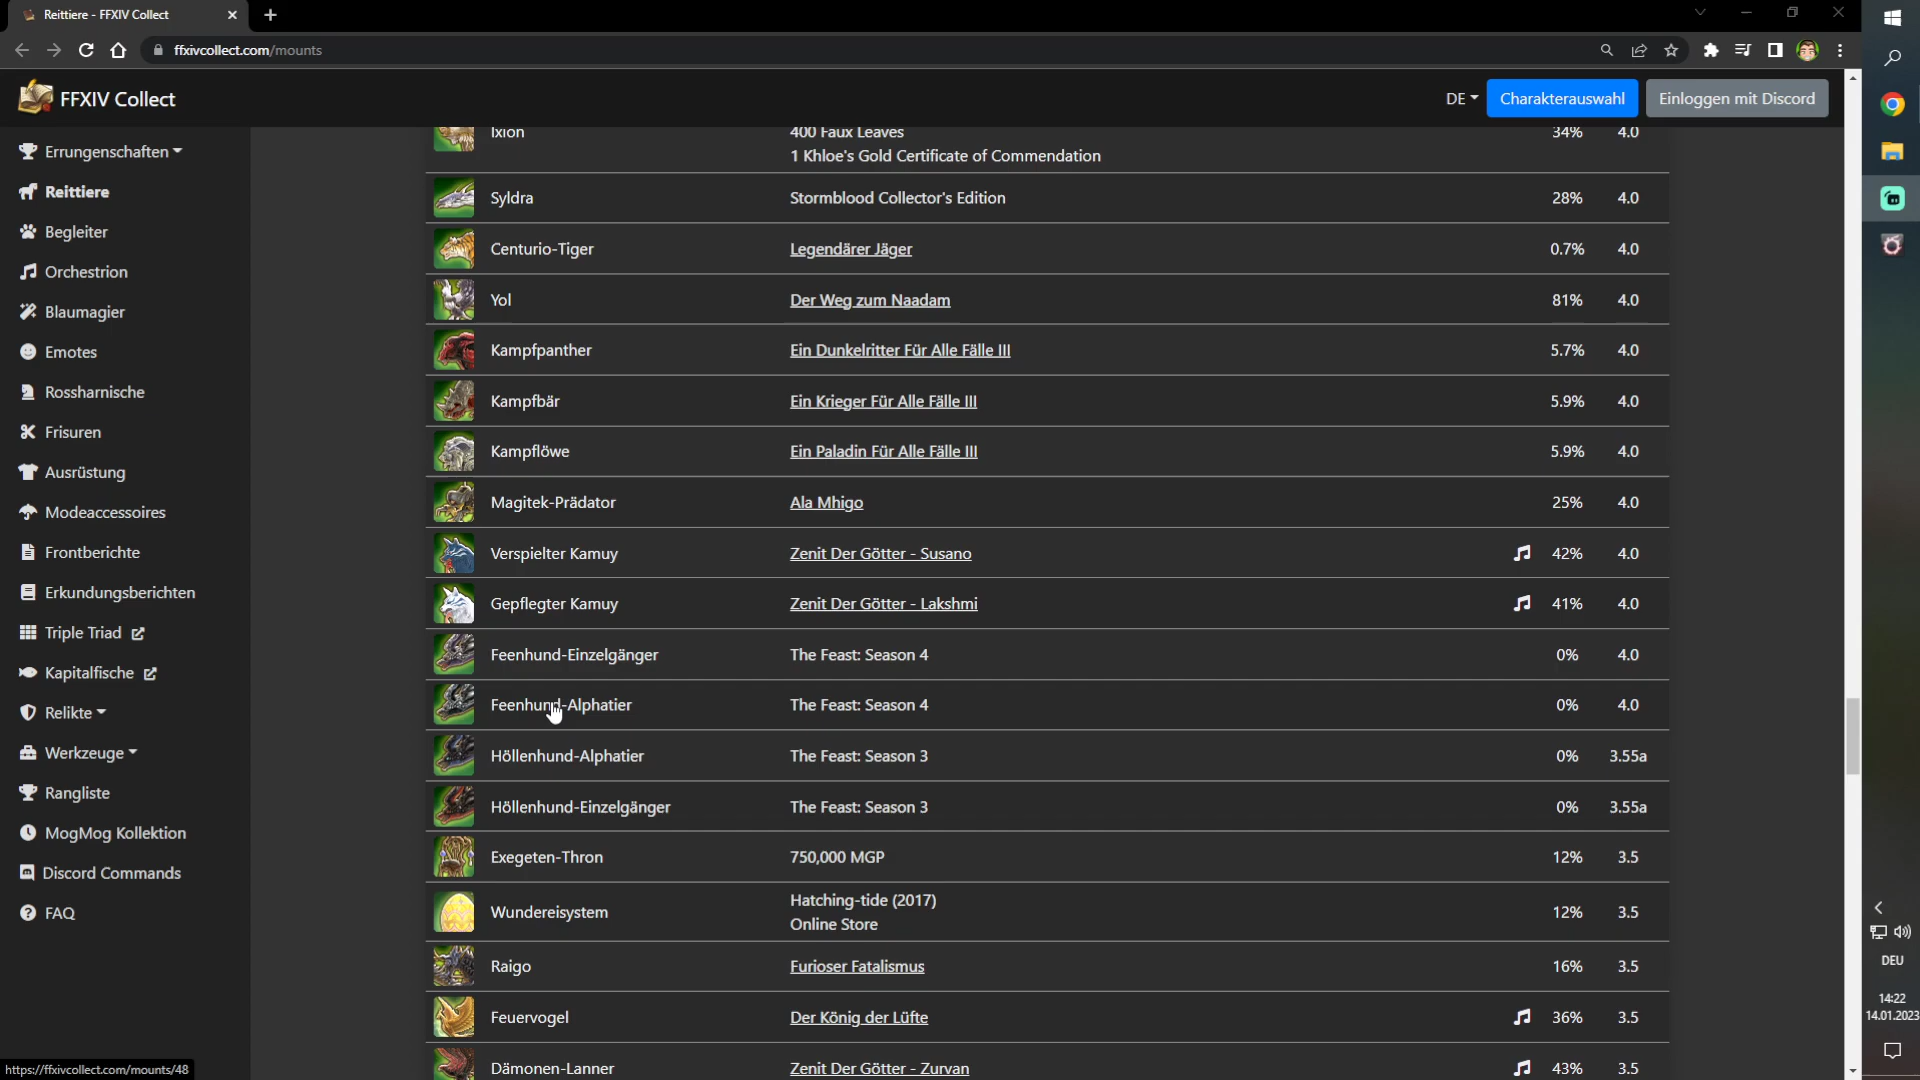 Reittiere - FFXIV Collect
ffxivcollect.com/mounts
FFXIV Collect
DE
Charakterauswahl
Einloggen mit Discord
Errungenschaften
Reittiere
Begleiter
Orchestrion
Blaumagier
Emotes
Rossharnische
Frisuren
Ausrüstung
Modeaccessoires
Frontberichte
Erkundungsberichten
Triple Triad
Kapitalfische
Relikte
Werkzeuge
Rangliste
MogMog Kollektion
Discord Commands
FAQ
Ixion 400 Faux Leaves 34% 4.0
1 Khloe's Gold Certificate of Commendation
Syldra Stormblood Collector's Edition 28% 4.0
Centurio-Tiger Legendärer Jäger 0.7% 4.0
Yol Der Weg zum Naadam 81% 4.0
Kampfpanther Ein Dunkelritter Für Alle Fälle III 5.7% 4.0
Kampfbär Ein Krieger Für Alle Fälle III 5.9% 4.0
Kampflöwe Ein Paladin Für Alle Fälle III 5.9% 4.0
Magitek-Prädator Ala Mhigo 25% 4.0
Verspielter Kamuy Zenit Der Götter - Susano 42% 4.0
Gepflegter Kamuy Zenit Der Götter - Lakshmi 41% 4.0
Feenhund-Einzelgänger The Feast: Season 4 0% 4.0
Feenhund-Alphatier The Feast: Season 4 0% 4.0
Höllenhund-Alphatier The Feast: Season 3 0% 3.55a
Höllenhund-Einzelgänger The Feast: Season 3 0% 3.55a
Exegeten-Thron 750,000 MGP 12% 3.5
Wundereisystem Hatching-tide (2017) 12% 3.5
Online Store
Raigo Furioser Fatalismus 16% 3.5
Feuervogel Der König der Lüfte 36% 3.5
Dämonen-Lanner Zenit Der Götter - Zurvan 43% 3.5
https://ffxivcollect.com/mounts/48
DEU
14:22
14.01.2023